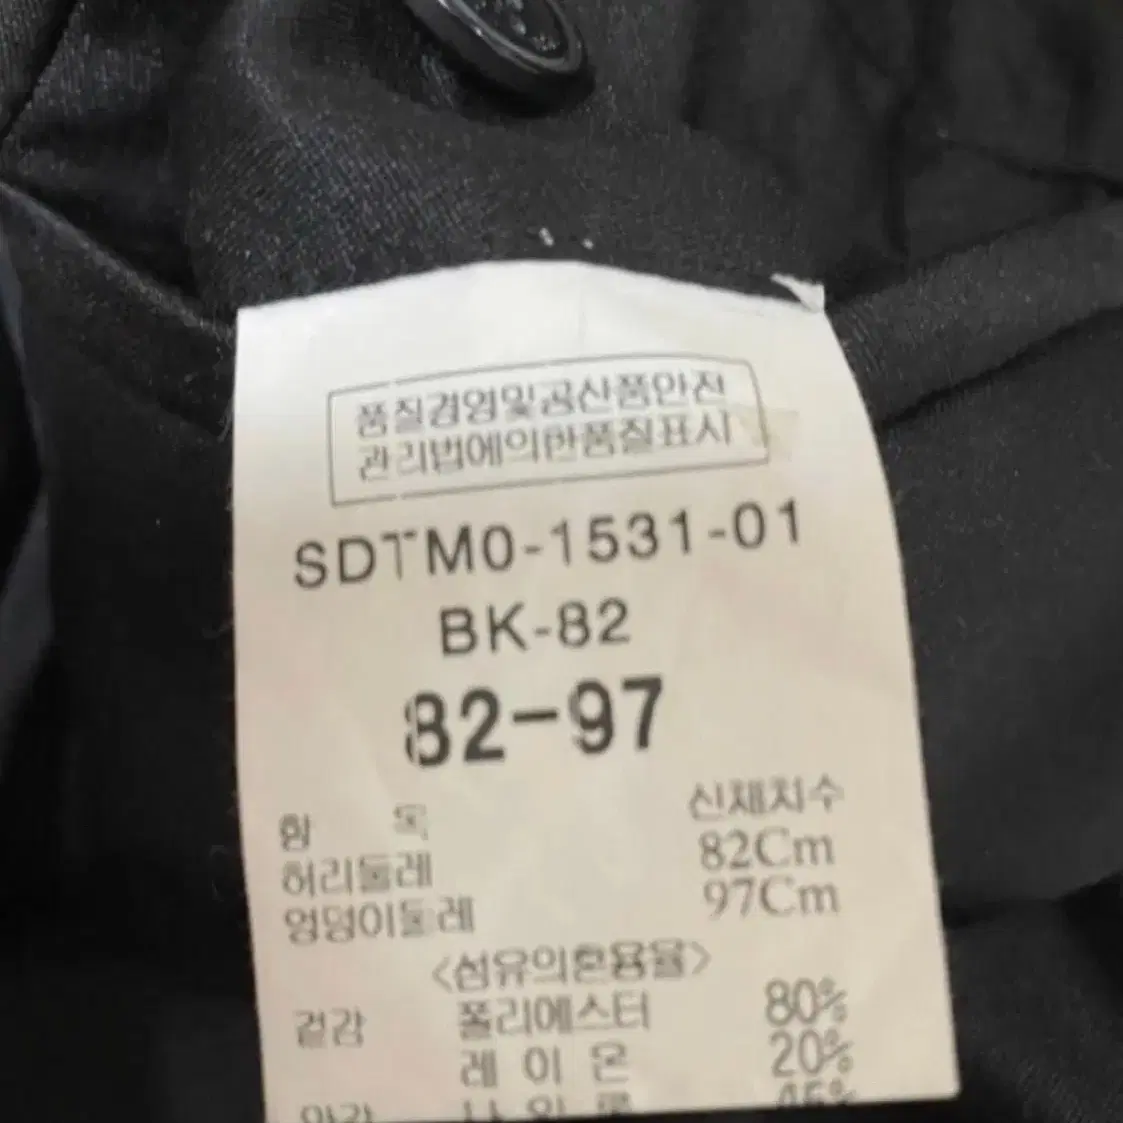 품질경영및공산품안전
관리법에의한품질표시
SDTM0-1531-01
BK-82
82-97
항 목 신체치수
허리둘레 82Cm
엉덩이둘레 97Cm
<섬유의혼용율>
겉감 폴리에스터 80%
레 이 온 20%